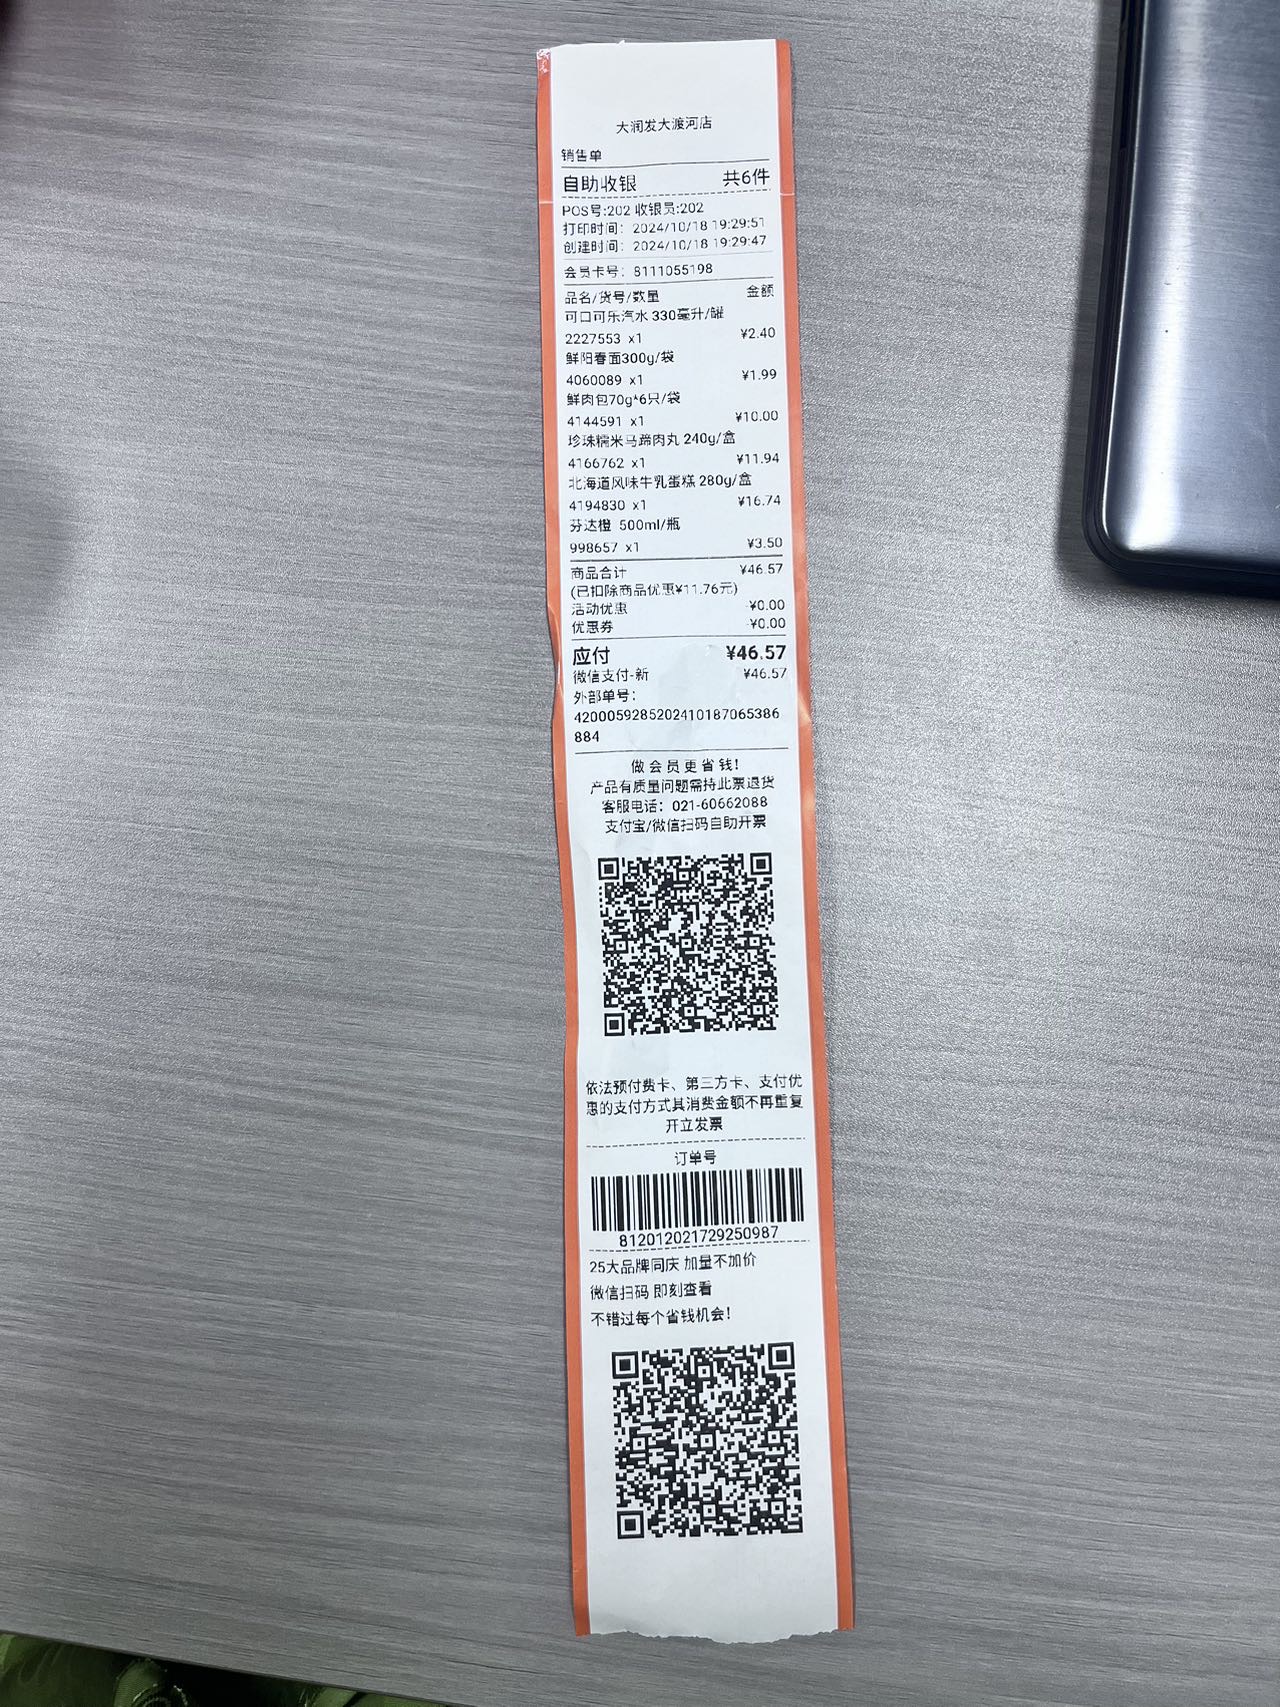 大润发大渡河店
销售单
自助收银 共6件
POS号:202 收银员:202
打印时间: 2024/10/18 19:29:51
创建时间: 2024/10/18 19:29:47
会员卡号: 8111055198
品名/货号/数量 金额
可口可乐汽水 330毫升/罐
2227553 x1 ¥2.40
鲜阳春面300g/袋
4060089 x1 ¥1.99
鲜肉包70g*6只/袋
4144591 x1 ¥10.00
珍珠糯米马蹄肉丸 240g/盒
4166762 x1 ¥11.94
北海道风味牛乳蛋糕 280g/盒
4194830 x1 ¥16.74
芬达橙 500ml/瓶
998657 x1 ¥3.50
商品合计 ¥46.57
(已扣除商品优惠¥11.76元)
活动优惠 -¥0.00
优惠券 -¥0.00
应付 ¥46.57
微信支付-新 ¥46.57
外部单号:
4200059285202410187065386
884
做会员更省钱!
产品有质量问题需持此票退货
客服电话: 021-60662088
支付宝/微信扫码自助开票
依法预付费卡、第三方卡、支付优
惠的支付方式其消费金额不再重复
开立发票
订单号
812012021729250987
25大品牌同庆 加量不加价
微信扫码 即刻查看
不错过每个省钱机会!